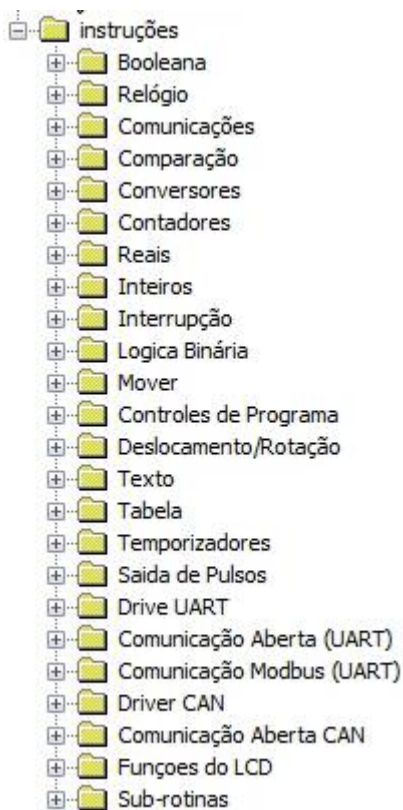 instruções
Booleana
Relógio
Comunicações
Comparação
Conversores
Contadores
Reais
Inteiros
Interrupção
Logica Binária
Mover
Controles de Programa
Deslocamento/Rotação
Texto
Tabela
Temporizadores
Saida de Pulsos
Drive UART
Comunicação Aberta (UART)
Comunicação Modbus (UART)
Driver CAN
Comunicação Aberta CAN
Funçoes do LCD
Sub-rotinas